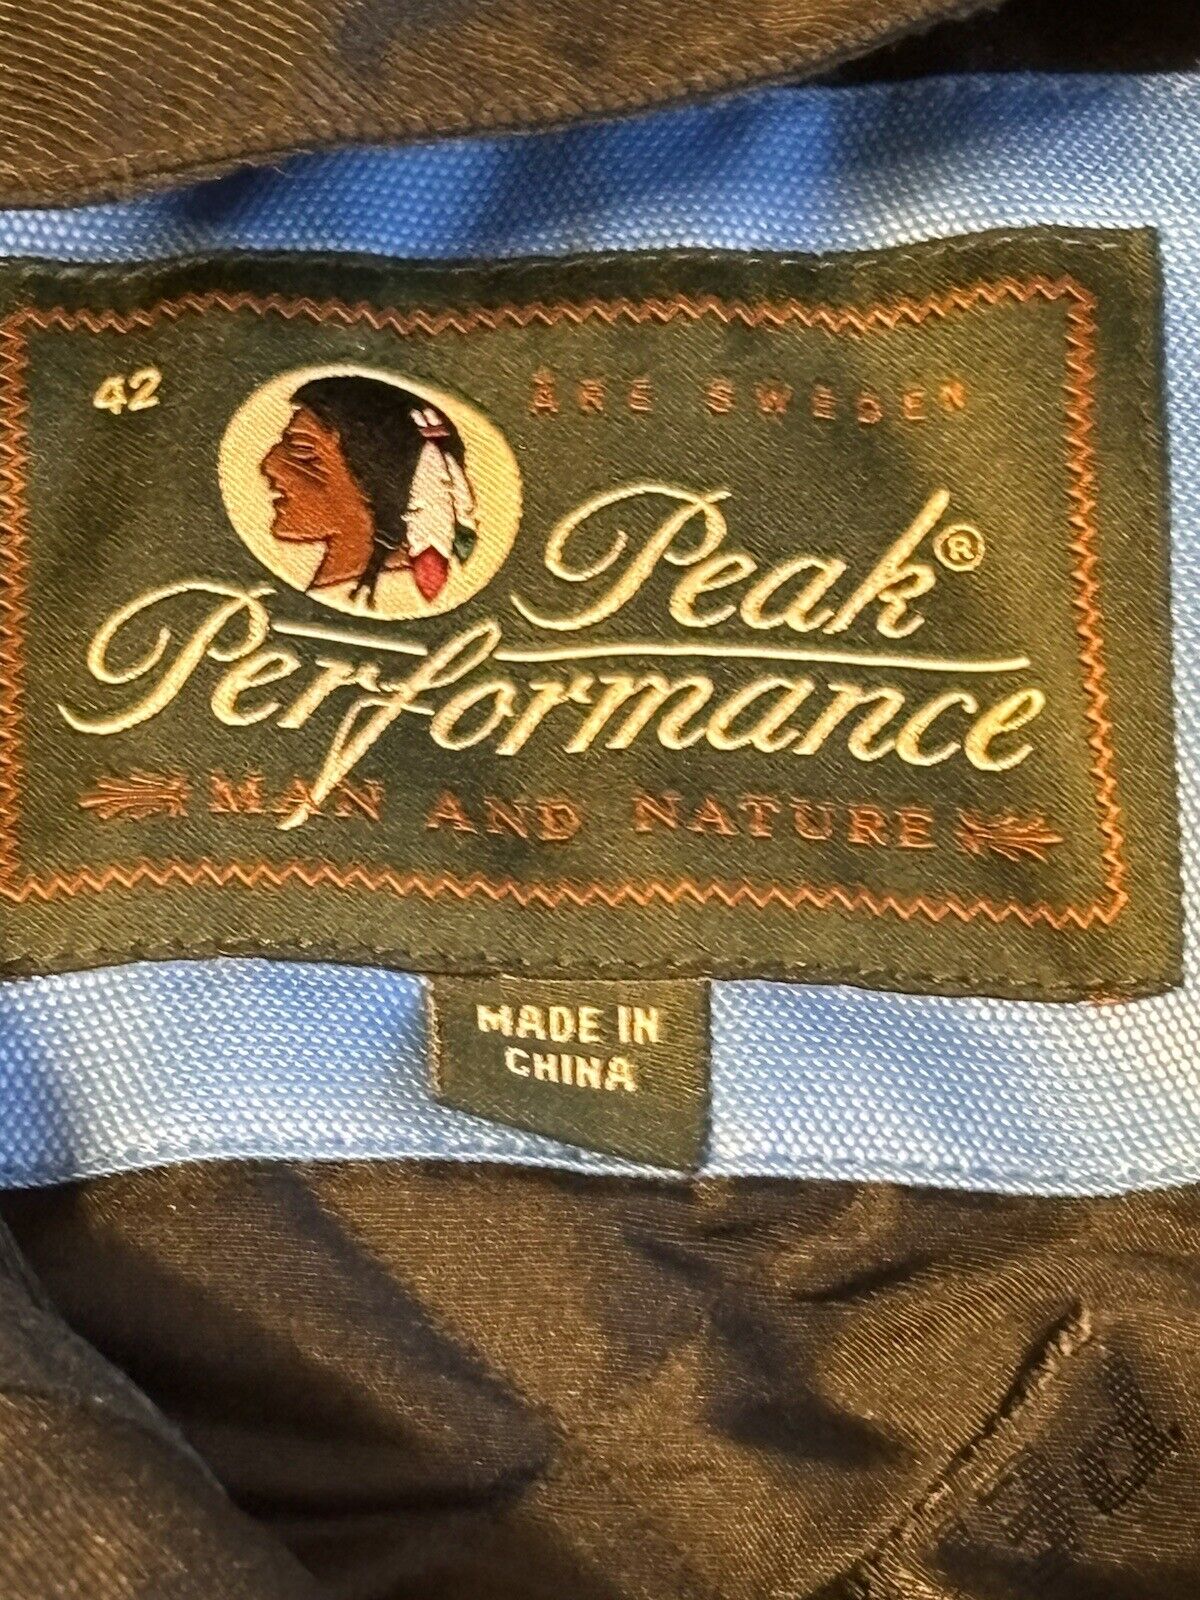 42
ÅRE SWEDEN
Peak®
Performance
MAN AND NATURE
MADE IN
CHINA